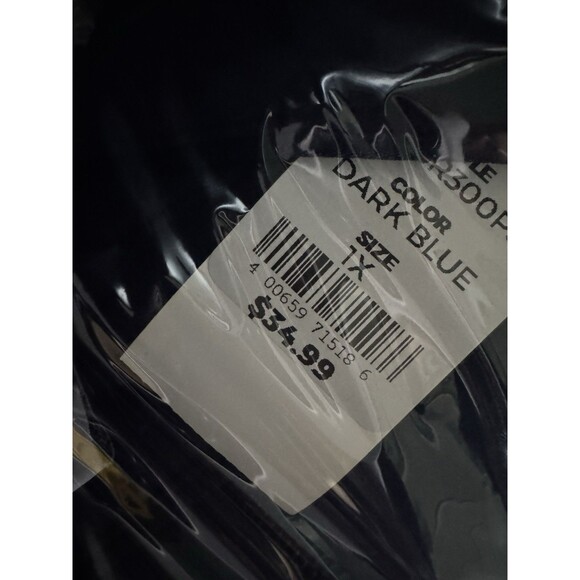 COLOR
DARK BLUE
SIZE
1X
4 00659 71518 6
$34.99